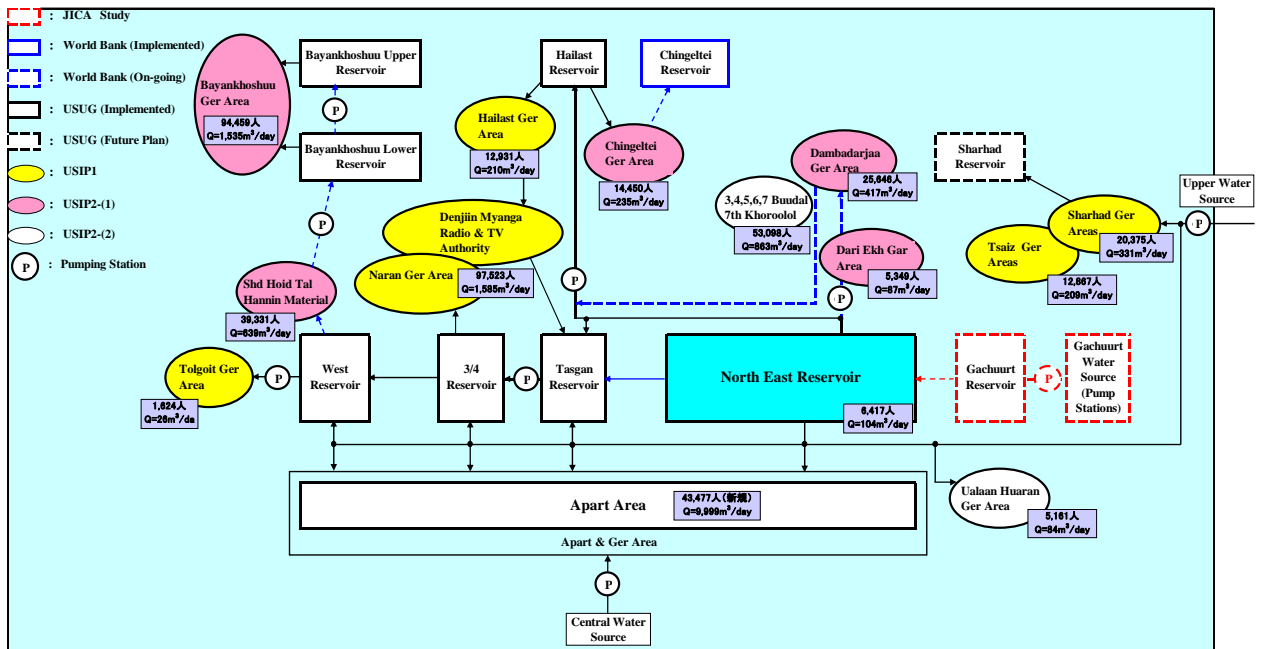 : JICA Study
: World Bank (Implemented)
: World Bank (On-going)
: USUG (Implemented)
: USUG (Future Plan)
: USIP1
: USIP2-(1)
: USIP2-(2)
P : Pumping Station
Bayankhoshuu
Ger Area
94,459人
Q=1,535m³/day
Bayankhoshuu Upper
Reservoir
P
Bayankhoshuu Lower
Reservoir
P
Hailast
Reservoir
Chingeltei
Reservoir
Hailast Ger
Area
12,931人
Q=210m³/day
Chingeltei
Ger Area
14,450人
Q=235m³/day
Dambadarjaa
Ger Area
25,646人
Q=417m³/day
3,4,5,6,7 Buudal
7th Khoroolol
53,098人
Q=863m³/day
Dari Ekh Gar
Area
5,349人
Q=87m³/day
P
P
Sharhad
Reservoir
Upper Water
Source
P
Sharhad Ger
Areas
20,375人
Q=331m³/day
Tsaiz Ger
Areas
12,867人
Q=209m³/day
Denjiin Myanga
Radio & TV
Authority
Naran Ger Area
97,523人
Q=1,585m³/day
Shd Hoid Tal
Hannin Material
39,331人
Q=639m³/day
Tolgoit Ger
Area
1,624人
Q=26m³/da
P
West
Reservoir
3/4
Reservoir
P
Tasgan
Reservoir
North East Reservoir
6,417人
Q=104m³/day
Gachuurt
Reservoir
P
Gachuurt
Water
Source
(Pump
Stations)
Apart Area
43,477人(新規)
Q=9,999m³/day
Apart & Ger Area
Ualaan Huaran
Ger Area
5,161人
Q=84m³/day
P
Central Water
Source